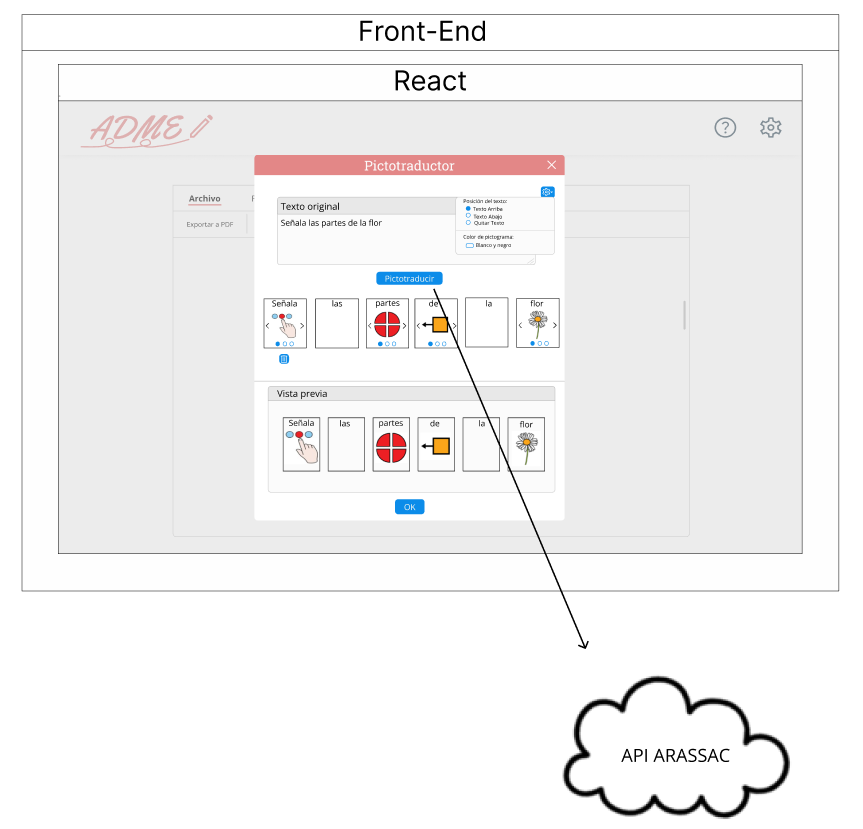 Front-End
React
ADME
Pictotraductor
Archivo
Exportar a PDF
Texto original
Señala las partes de la flor
Posición del texto:
Texto Arriba
Texto Abajo
Quitar Texto
Color de pictograma:
Blanco y negro
Pictotraducir
Señala las partes de la flor
Vista previa
Señala las partes de la flor
OK
API ARASSAC